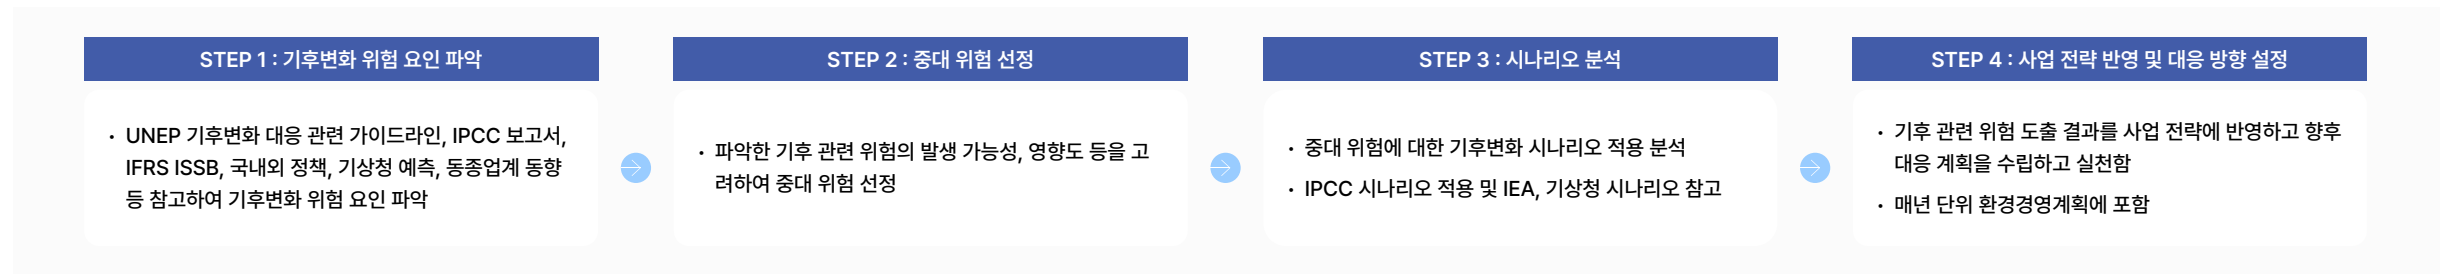 STEP 1 : 기후변화 위험 요인 파악
• UNEP 기후변화 대응 관련 가이드라인, IPCC 보고서,
IFRS ISSB, 국내외 정책, 기상청 예측, 동종업계 동향
등 참고하여 기후변화 위험 요인 파악
STEP 2 : 중대 위험 선정
• 파악한 기후 관련 위험의 발생 가능성, 영향도 등을 고
려하여 중대 위험 선정
STEP 3 : 시나리오 분석
• 중대 위험에 대한 기후변화 시나리오 적용 분석
• IPCC 시나리오 적용 및 IEA, 기상청 시나리오 참고
STEP 4 : 사업 전략 반영 및 대응 방향 설정
• 기후 관련 위험 도출 결과를 사업 전략에 반영하고 향후
대응 계획을 수립하고 실천함
• 매년 단위 환경경영계획에 포함